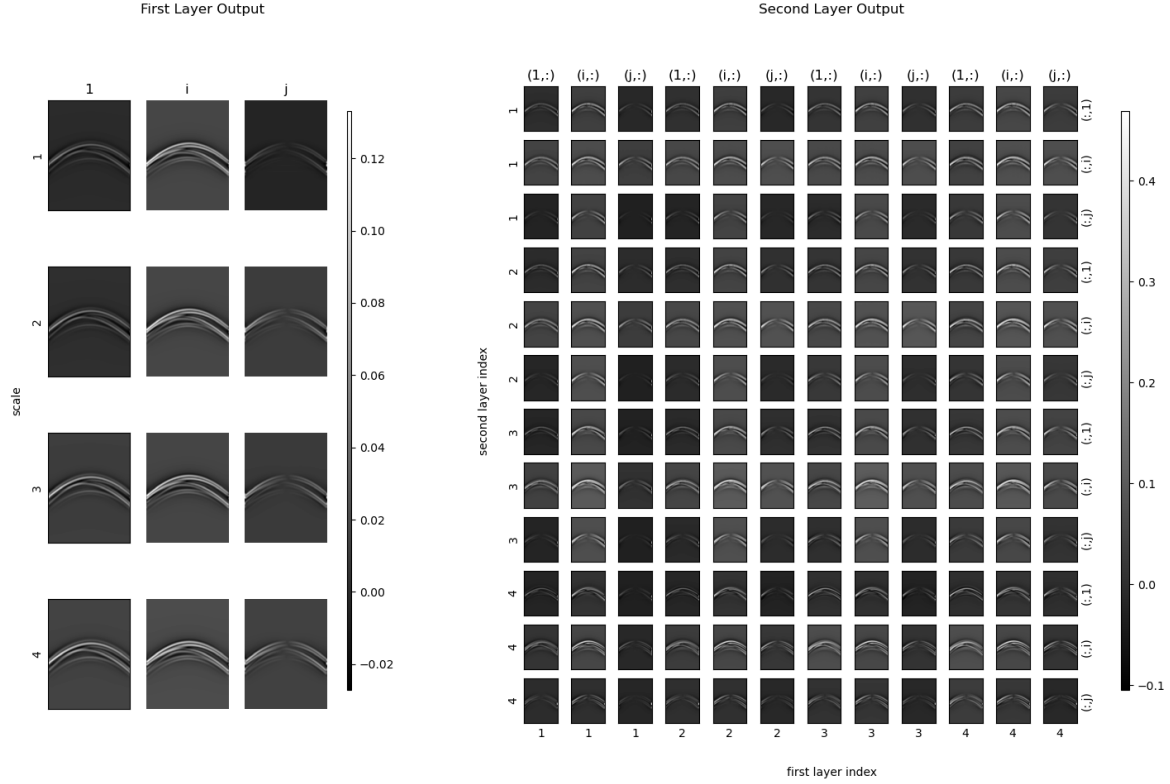 First Layer Output
Second Layer Output
1 i j
1
2
3
4
scale
0.12
0.10
0.08
0.06
0.04
0.02
0.00
−0.02
(1,:) (i,:) (j,:) (1,:) (i,:) (j,:) (1,:) (i,:) (j,:) (1,:) (i,:) (j,:)
1 (:,1)
1 (:,i)
1 (:,j)
2 (:,1)
2 (:,i)
2 (:,j)
3 (:,1)
3 (:,i)
3 (:,j)
4 (:,1)
4 (:,i)
4 (:,j)
second layer index
1 1 1 2 2 2 3 3 3 4 4 4
first layer index
0.4
0.3
0.2
0.1
0.0
−0.1